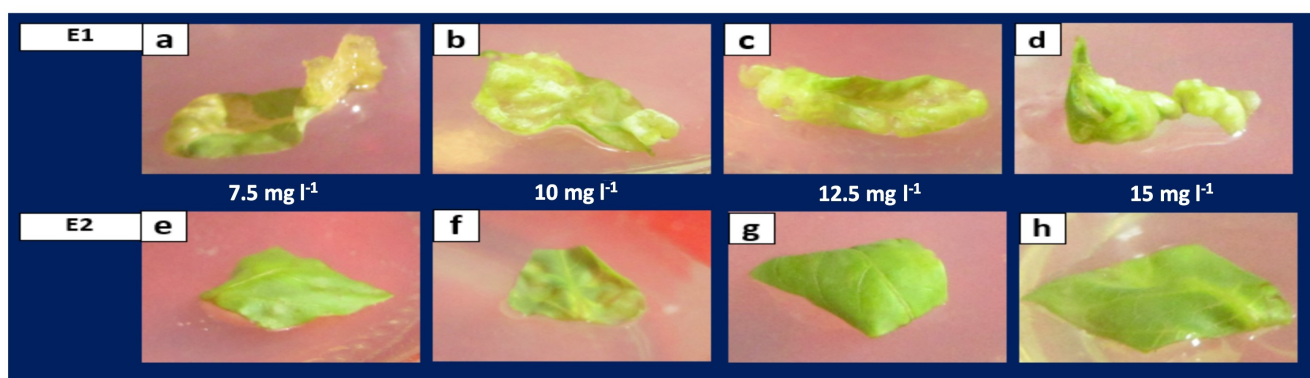 E1 a b c d
7.5 mg l⁻¹ 10 mg l⁻¹ 12.5 mg l⁻¹ 15 mg l⁻¹
E2 e f g h